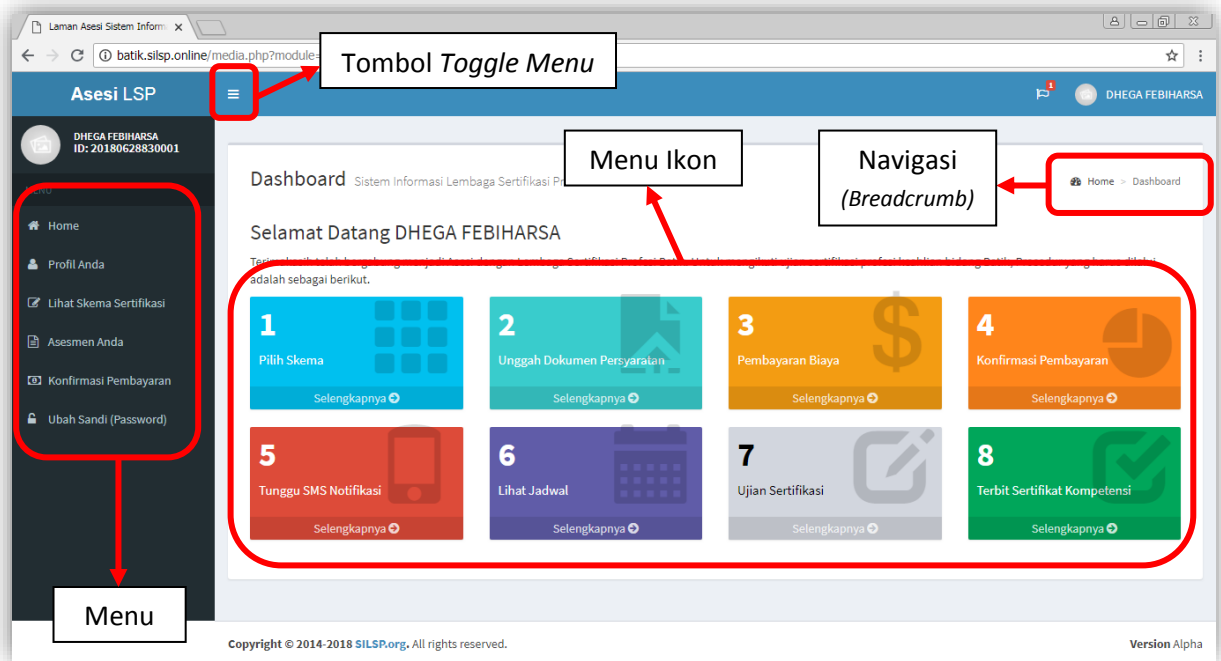 Laman Asesi Sistem Inform
batik.silsp.online/media.php?module=
Tombol Toggle Menu
Asesi LSP
1
DHEGA FEBIHARSA
DHEGA FEBIHARSA
ID: 20180628830001
MENU
Home
Profil Anda
Lihat Skema Sertifikasi
Asesmen Anda
Konfirmasi Pembayaran
Ubah Sandi (Password)
Menu
Menu Ikon
Navigasi
(Breadcrumb)
Dashboard Sistem Informasi Lembaga Sertifikasi
Home > Dashboard
Selamat Datang DHEGA FEBIHARSA
adalah sebagai berikut.
1
Pilih Skema
Selengkapnya
2
Unggah Dokumen Persyaratan
Selengkapnya
3
Pembayaran Biaya
Selengkapnya
4
Konfirmasi Pembayaran
Selengkapnya
5
Tunggu SMS Notifikasi
Selengkapnya
6
Lihat Jadwal
Selengkapnya
7
Ujian Sertifikasi
Selengkapnya
8
Terbit Sertifikat Kompetensi
Selengkapnya
Copyright © 2014-2018 SILSP.org. All rights reserved.
Version Alpha